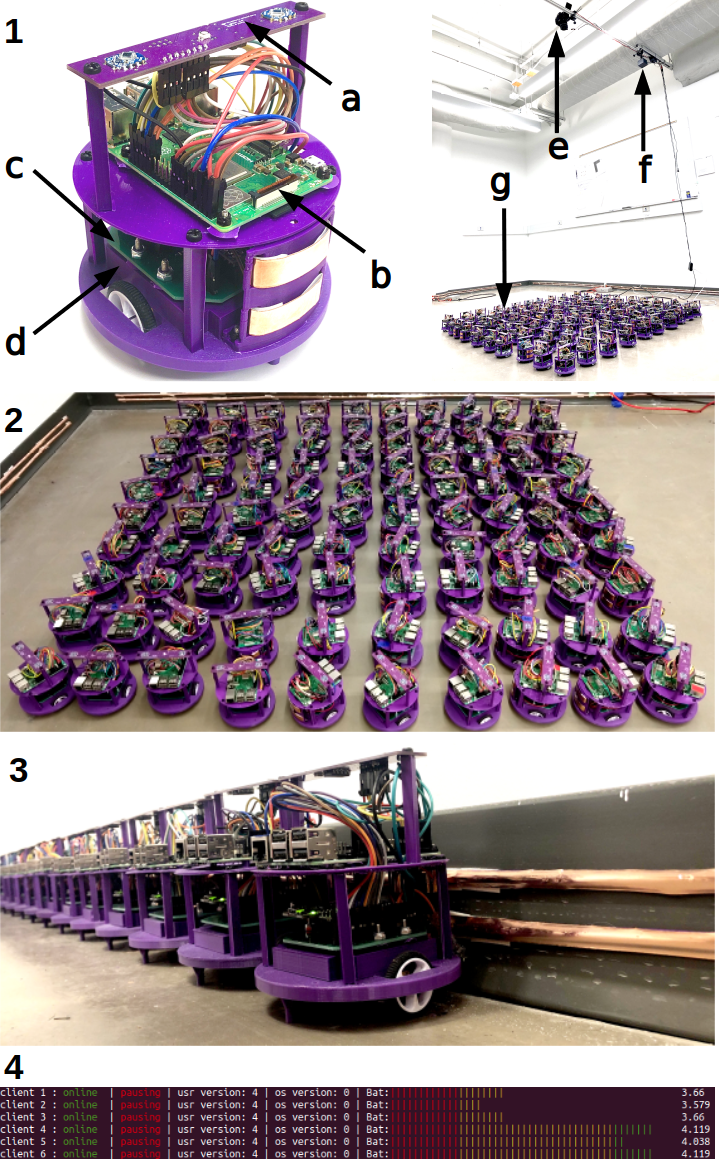 1
a
c
b
d
e
f
g
2
3
4
client 1 : online | pausing | usr version: 4 | os version: 0 | Bat: 3.66
client 2 : online | pausing | usr version: 4 | os version: 0 | Bat: 3.579
client 3 : online | pausing | usr version: 4 | os version: 0 | Bat: 3.66
client 4 : online | pausing | usr version: 4 | os version: 0 | Bat: 4.119
client 5 : online | pausing | usr version: 4 | os version: 0 | Bat: 4.038
client 6 : online | pausing | usr version: 4 | os version: 0 | Bat: 4.119